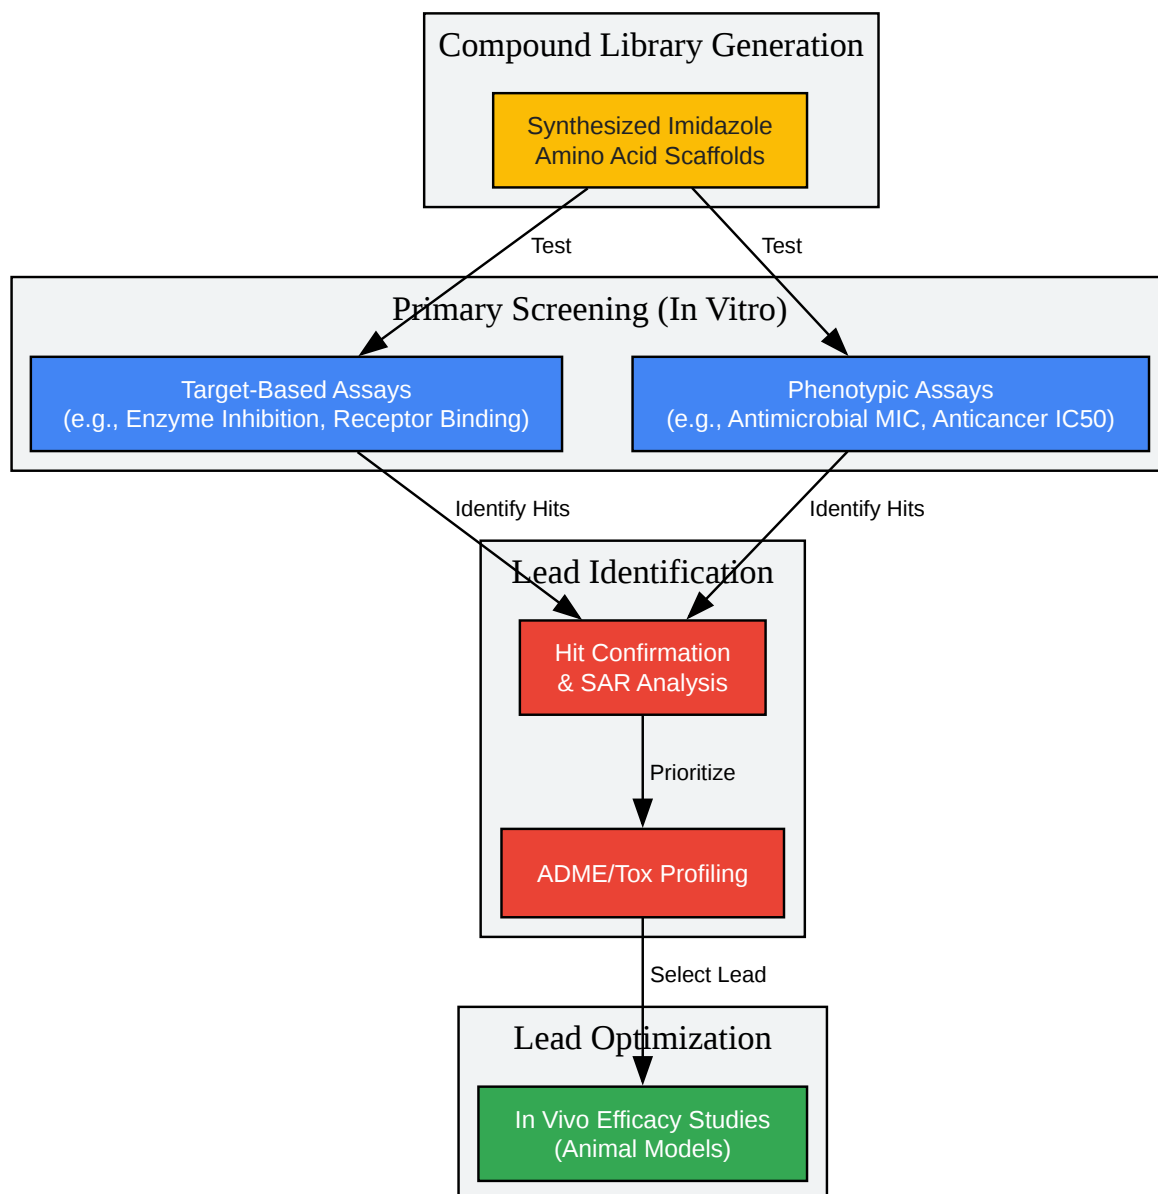 Compound Library Generation
Synthesized Imidazole
Amino Acid Scaffolds
Test
Test
Primary Screening (In Vitro)
Target-Based Assays
(e.g., Enzyme Inhibition, Receptor Binding)
Phenotypic Assays
(e.g., Antimicrobial MIC, Anticancer IC50)
Identify Hits
Identify Hits
Lead Identification
Hit Confirmation
& SAR Analysis
Prioritize
ADME/Tox Profiling
Select Lead
Lead Optimization
In Vivo Efficacy Studies
(Animal Models)